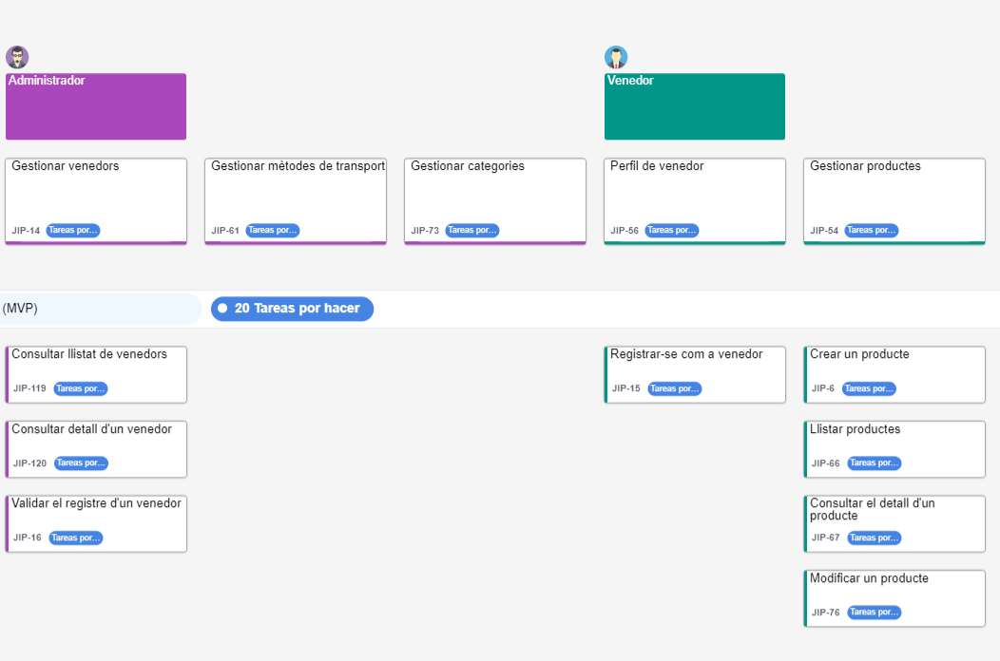 Administrador
Venedor
Gestionar venedors
JIP-14 Tareas por...
Gestionar mètodes de transport
JIP-61 Tareas por...
Gestionar categories
JIP-73 Tareas por...
Perfil de venedor
JIP-56 Tareas por...
Gestionar productes
JIP-54 Tareas por...
(MVP)
20 Tareas por hacer
Consultar llistat de venedors
JIP-119 Tareas por...
Registrar-se com a venedor
JIP-15 Tareas por...
Crear un producte
JIP-6 Tareas por...
Consultar detall d'un venedor
JIP-120 Tareas por...
Llistar productes
JIP-66 Tareas por...
Validar el registre d'un venedor
JIP-16 Tareas por...
Consultar el detall d'un
producte
JIP-67 Tareas por...
Modificar un producte
JIP-76 Tareas por...